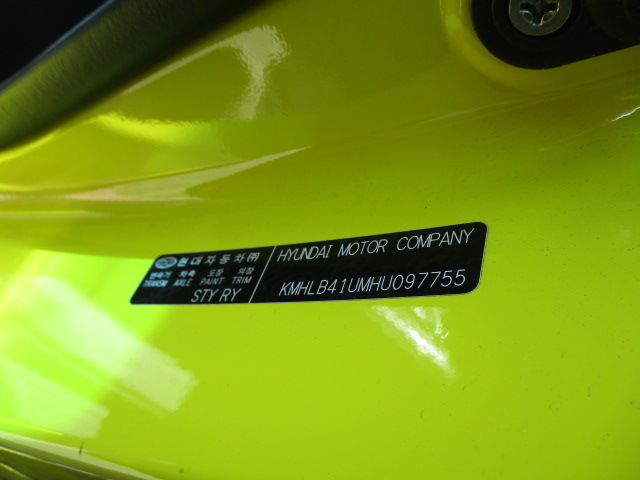 현대자동차㈜
변속기 차축 도장 의장
TRANSM AXLE PAINT TRIM
STY RY
HYUNDAI MOTOR COMPANY
KMHLB41UMHU097755